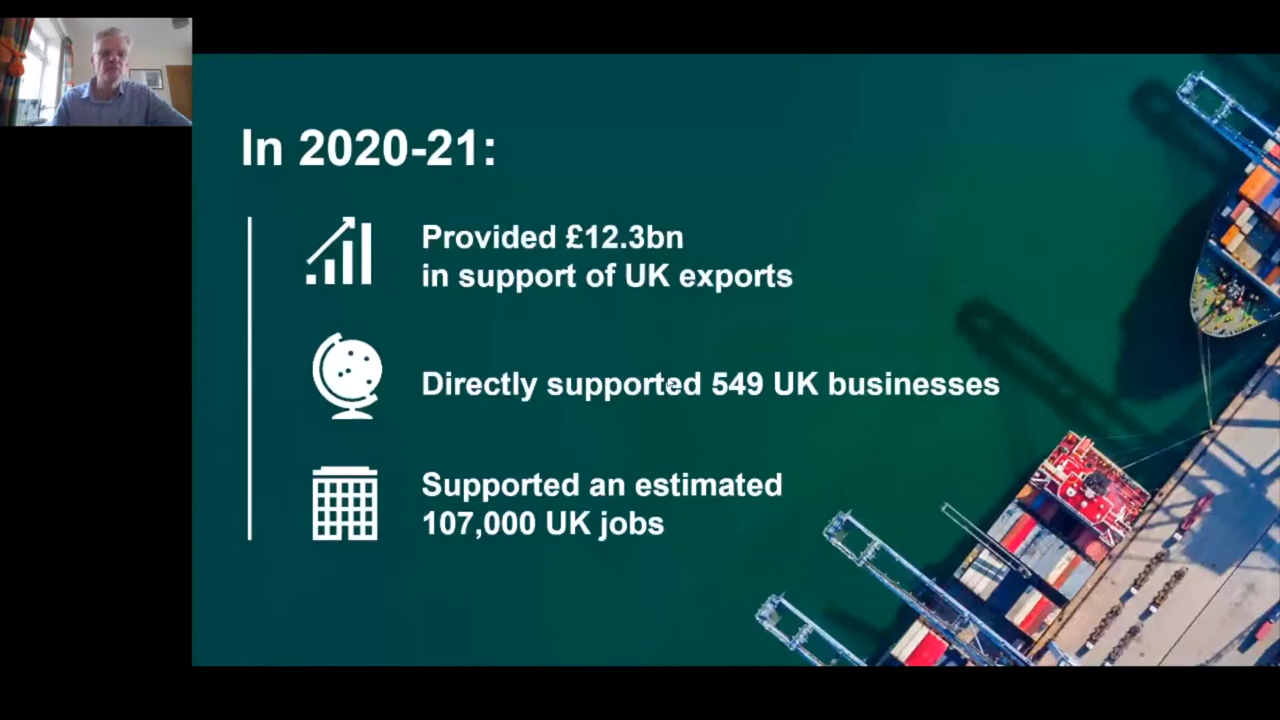 In 2020-21:
Provided £12.3bn
in support of UK exports
Directly supported 549 UK businesses
Supported an estimated
107,000 UK jobs